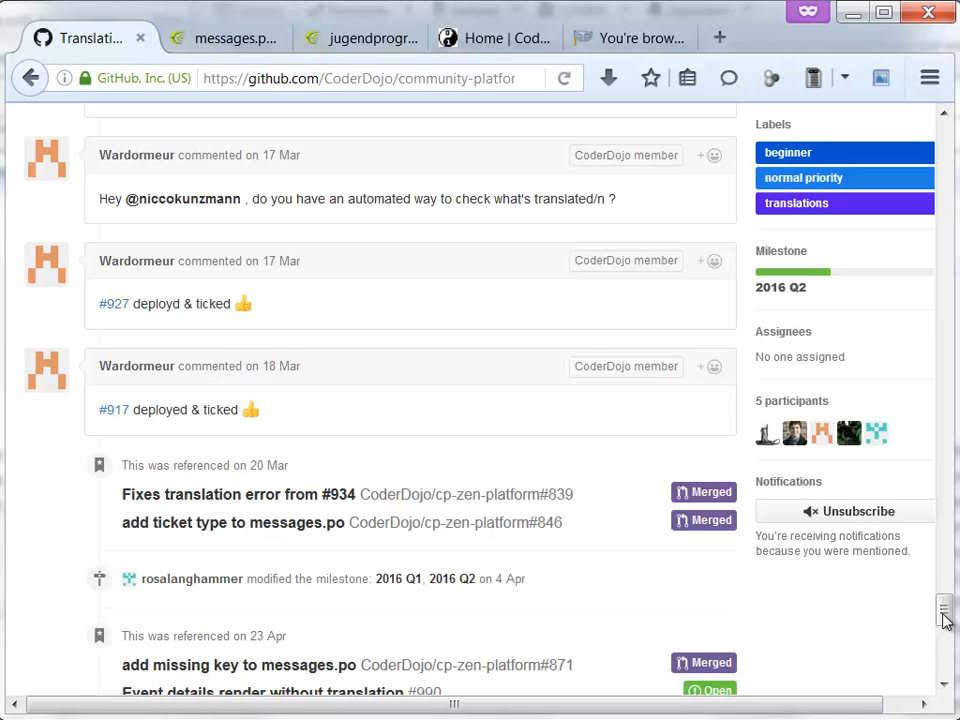 Translati...
messages.p...
jugendprogr...
Home | Cod...
You're brow...
GitHub, Inc. (US)
https://github.com/CoderDojo/community-platfor
Wardormeur commented on 17 Mar
CoderDojo member
Hey @niccokunzmann , do you have an automated way to check what's translated/n ?
Wardormeur commented on 17 Mar
CoderDojo member
#927 deployd & ticked 👍
Wardormeur commented on 18 Mar
CoderDojo member
#917 deployed & ticked 👍
This was referenced on 20 Mar
Fixes translation error from #934 CoderDojo/cp-zen-platform#839
Merged
add ticket type to messages.po CoderDojo/cp-zen-platform#846
Merged
rosalanghammer modified the milestone: 2016 Q1, 2016 Q2 on 4 Apr
This was referenced on 23 Apr
add missing key to messages.po CoderDojo/cp-zen-platform#871
Merged
Event details render without translation #990
Open
Labels
beginner
normal priority
translations
Milestone
2016 Q2
Assignees
No one assigned
5 participants
Notifications
Unsubscribe
You're receiving notifications
because you were mentioned.